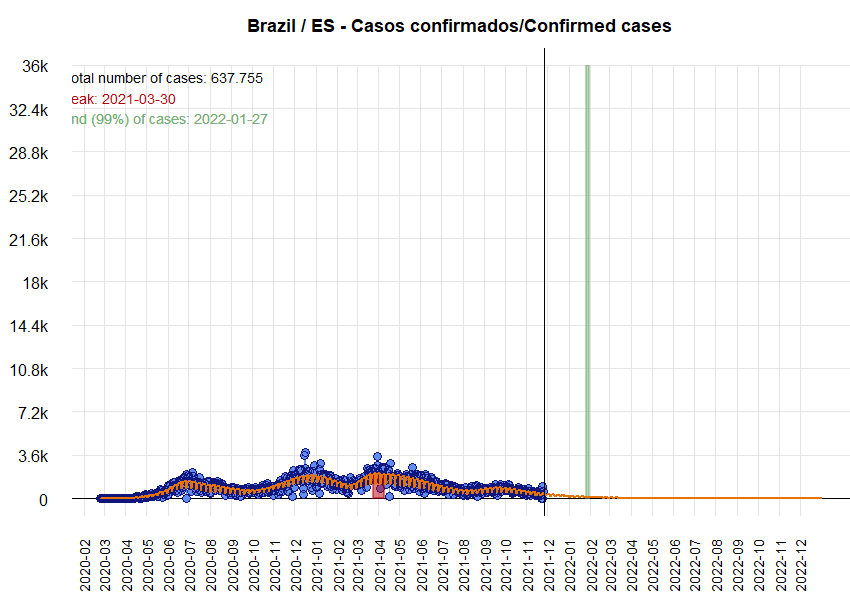 Brazil / ES - Casos confirmados/Confirmed cases
36k
32.4k
28.8k
25.2k
21.6k
18k
14.4k
10.8k
7.2k
3.6k
0
otal number of cases: 637.755
eak: 2021-03-30
nd (99%) of cases: 2022-01-27
2020-02
2020-03
2020-04
2020-05
2020-06
2020-07
2020-08
2020-09
2020-10
2020-11
2020-12
2021-01
2021-02
2021-03
2021-04
2021-05
2021-06
2021-07
2021-08
2021-09
2021-10
2021-11
2021-12
2022-01
2022-02
2022-03
2022-04
2022-05
2022-06
2022-07
2022-08
2022-09
2022-10
2022-11
2022-12